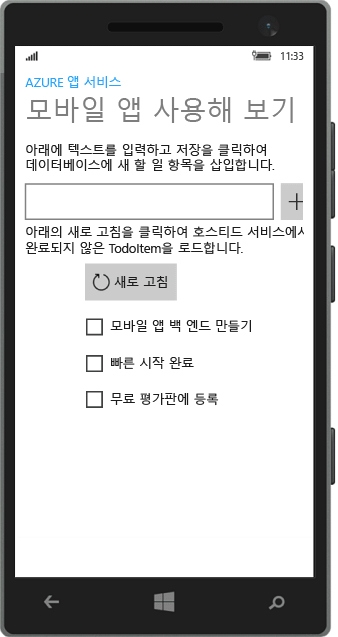 11:33
AZURE 앱 서비스
모바일 앱 사용해 보기
아래에 텍스트를 입력하고 저장을 클릭하여
데이터베이스에 새 할 일 항목을 삽입합니다.
아래의 새로 고침을 클릭하여 호스티드 서비스에서
완료되지 않은 TodoItem을 로드합니다.
새로 고침
모바일 앱 백 엔드 만들기
빠른 시작 완료
무료 평가판에 등록